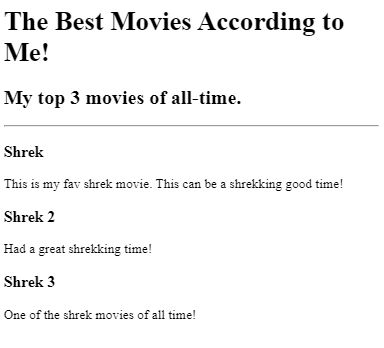 The Best Movies According to
Me!
My top 3 movies of all-time.
Shrek
This is my fav shrek movie. This can be a shrekking good time!
Shrek 2
Had a great shrekking time!
Shrek 3
One of the shrek movies of all time!